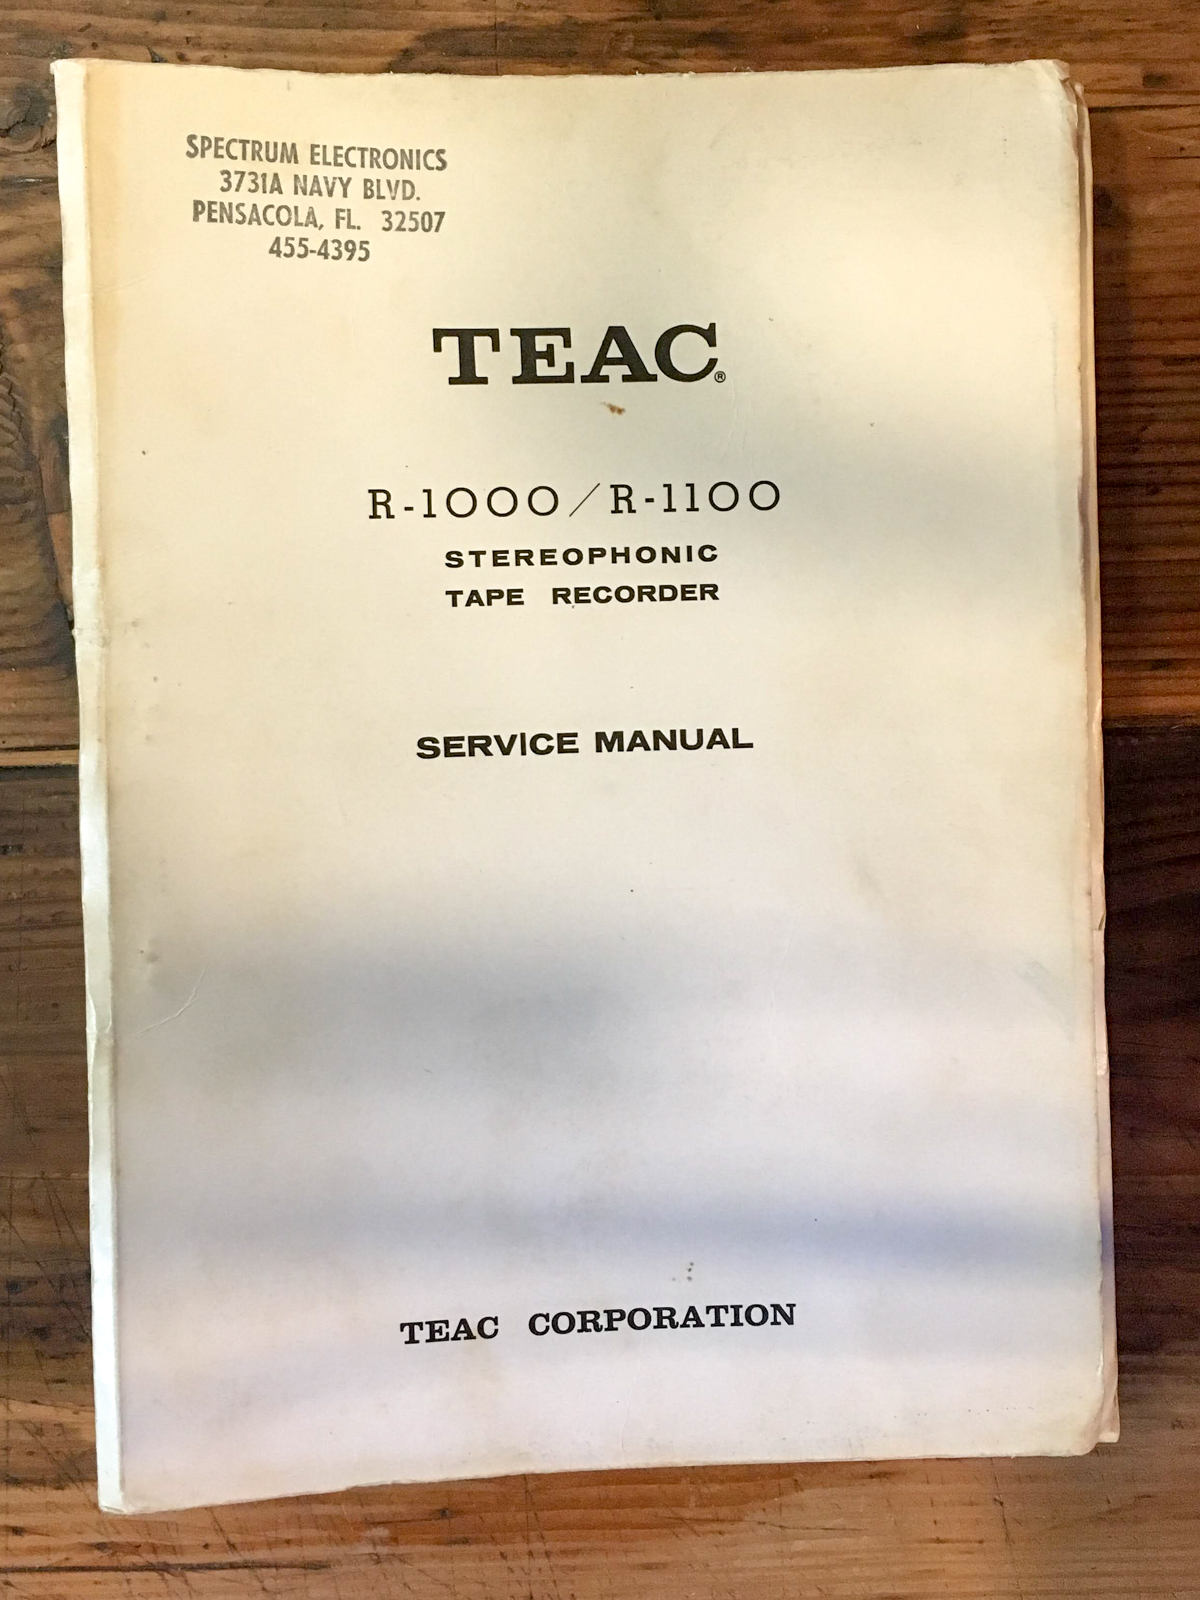 SPECTRUM ELECTRONICS
3731A NAVY BLVD.
PENSACOLA, FL. 32507
455-4395
TEAC®
R-1000/R-1100
STEREOPHONIC
TAPE RECORDER
SERVICE MANUAL
TEAC CORPORATION